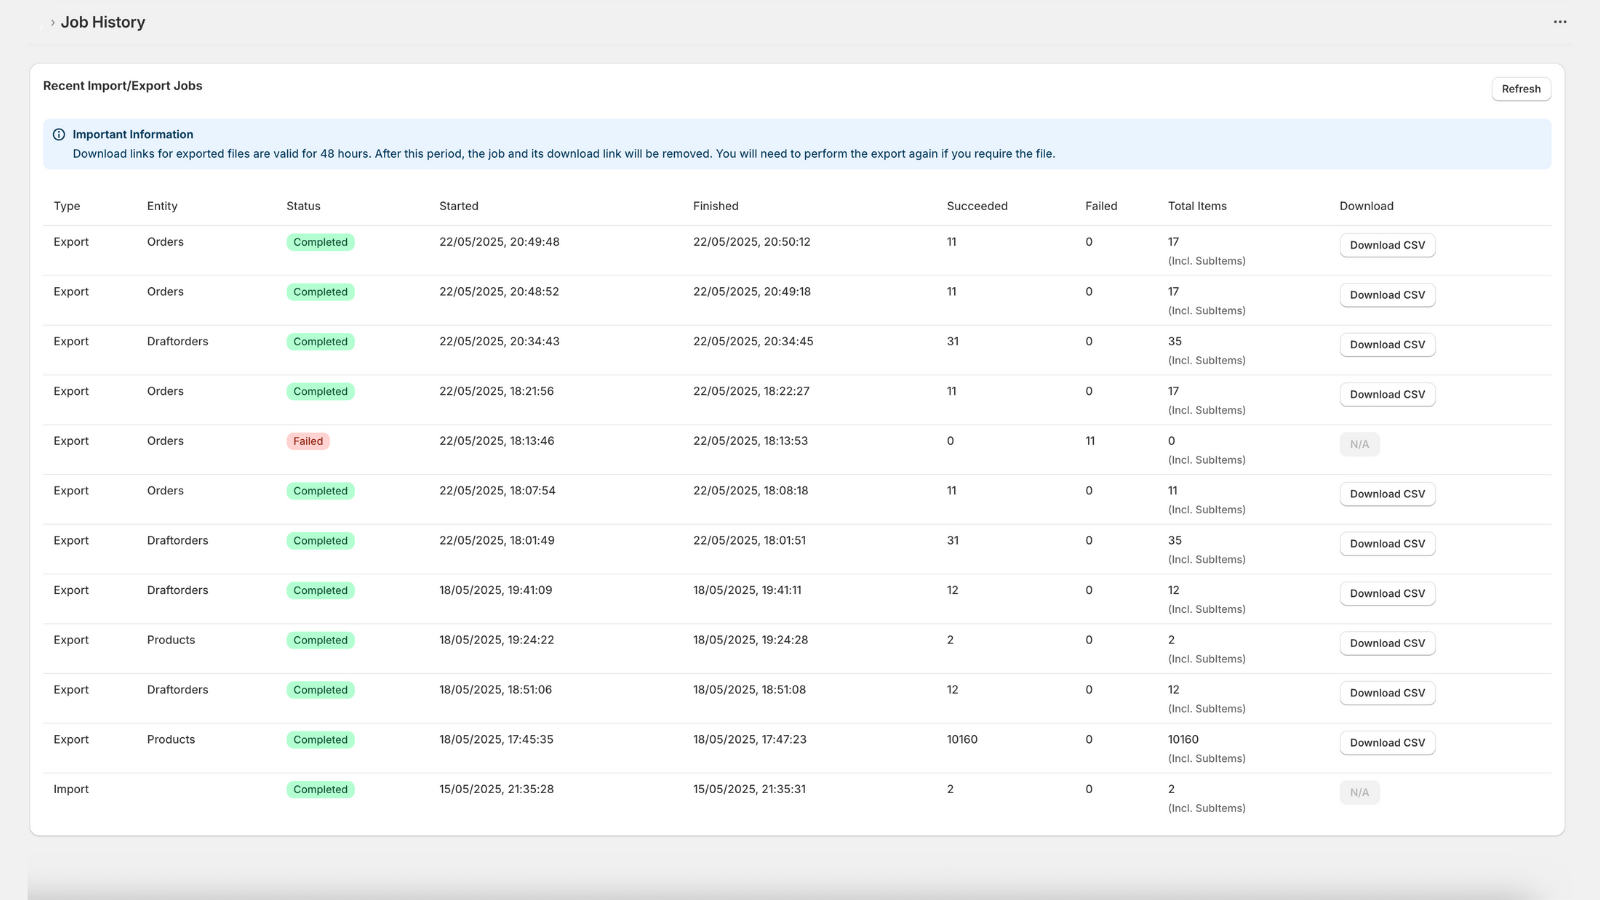 › Job History
Recent Import/Export Jobs
Refresh
Important Information
Download links for exported files are valid for 48 hours. After this period, the job and its download link will be removed. You will need to perform the export again if you require the file.
Type Entity Status Started Finished Succeeded Failed Total Items Download
Export Orders Completed 22/05/2025, 20:49:48 22/05/2025, 20:50:12 11 0 17 Download CSV
(Incl. SubItems)
Export Orders Completed 22/05/2025, 20:48:52 22/05/2025, 20:49:18 11 0 17 Download CSV
(Incl. SubItems)
Export Draftorders Completed 22/05/2025, 20:34:43 22/05/2025, 20:34:45 31 0 35 Download CSV
(Incl. SubItems)
Export Orders Completed 22/05/2025, 18:21:56 22/05/2025, 18:22:27 11 0 17 Download CSV
(Incl. SubItems)
Export Orders Failed 22/05/2025, 18:13:46 22/05/2025, 18:13:53 0 11 0 N/A
(Incl. SubItems)
Export Orders Completed 22/05/2025, 18:07:54 22/05/2025, 18:08:18 11 0 11 Download CSV
(Incl. SubItems)
Export Draftorders Completed 22/05/2025, 18:01:49 22/05/2025, 18:01:51 31 0 35 Download CSV
(Incl. SubItems)
Export Draftorders Completed 18/05/2025, 19:41:09 18/05/2025, 19:41:11 12 0 12 Download CSV
(Incl. SubItems)
Export Products Completed 18/05/2025, 19:24:22 18/05/2025, 19:24:28 2 0 2 Download CSV
(Incl. SubItems)
Export Draftorders Completed 18/05/2025, 18:51:06 18/05/2025, 18:51:08 12 0 12 Download CSV
(Incl. SubItems)
Export Products Completed 18/05/2025, 17:45:35 18/05/2025, 17:47:23 10160 0 10160 Download CSV
(Incl. SubItems)
Import Completed 15/05/2025, 21:35:28 15/05/2025, 21:35:31 2 0 2 N/A
(Incl. SubItems)